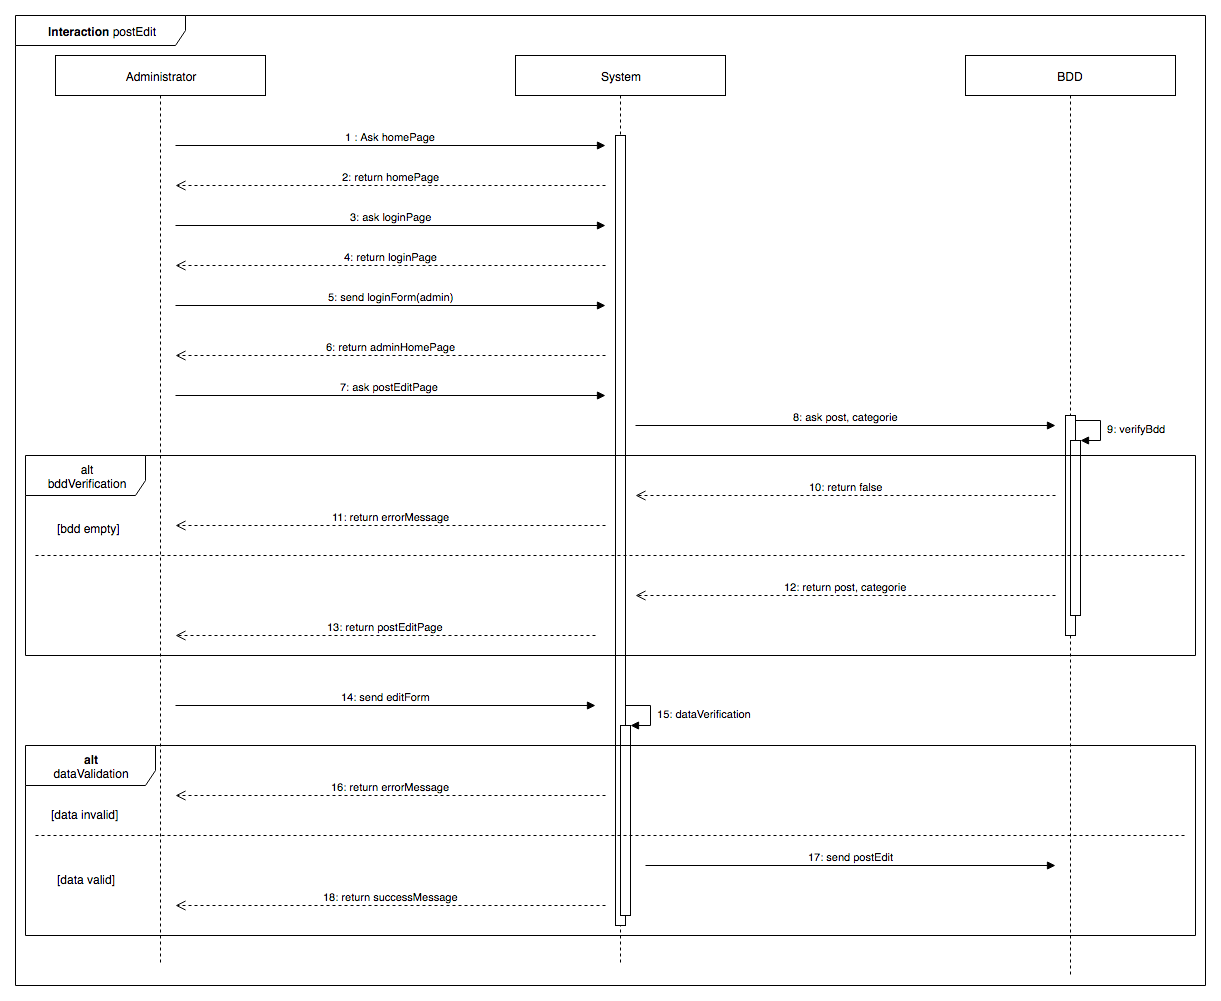 Interaction postEdit
Administrator
System
BDD
1 : Ask homePage
2: return homePage
3: ask loginPage
4: return loginPage
5: send loginForm(admin)
6: return adminHomePage
7: ask postEditPage
8: ask post, categorie
9: verifyBdd
alt
bddVerification
10: return false
11: return errorMessage
[bdd empty]
12: return post, categorie
13: return postEditPage
14: send editForm
15: dataVerification
alt
dataValidation
16: return errorMessage
[data invalid]
17: send postEdit
[data valid]
18: return successMessage